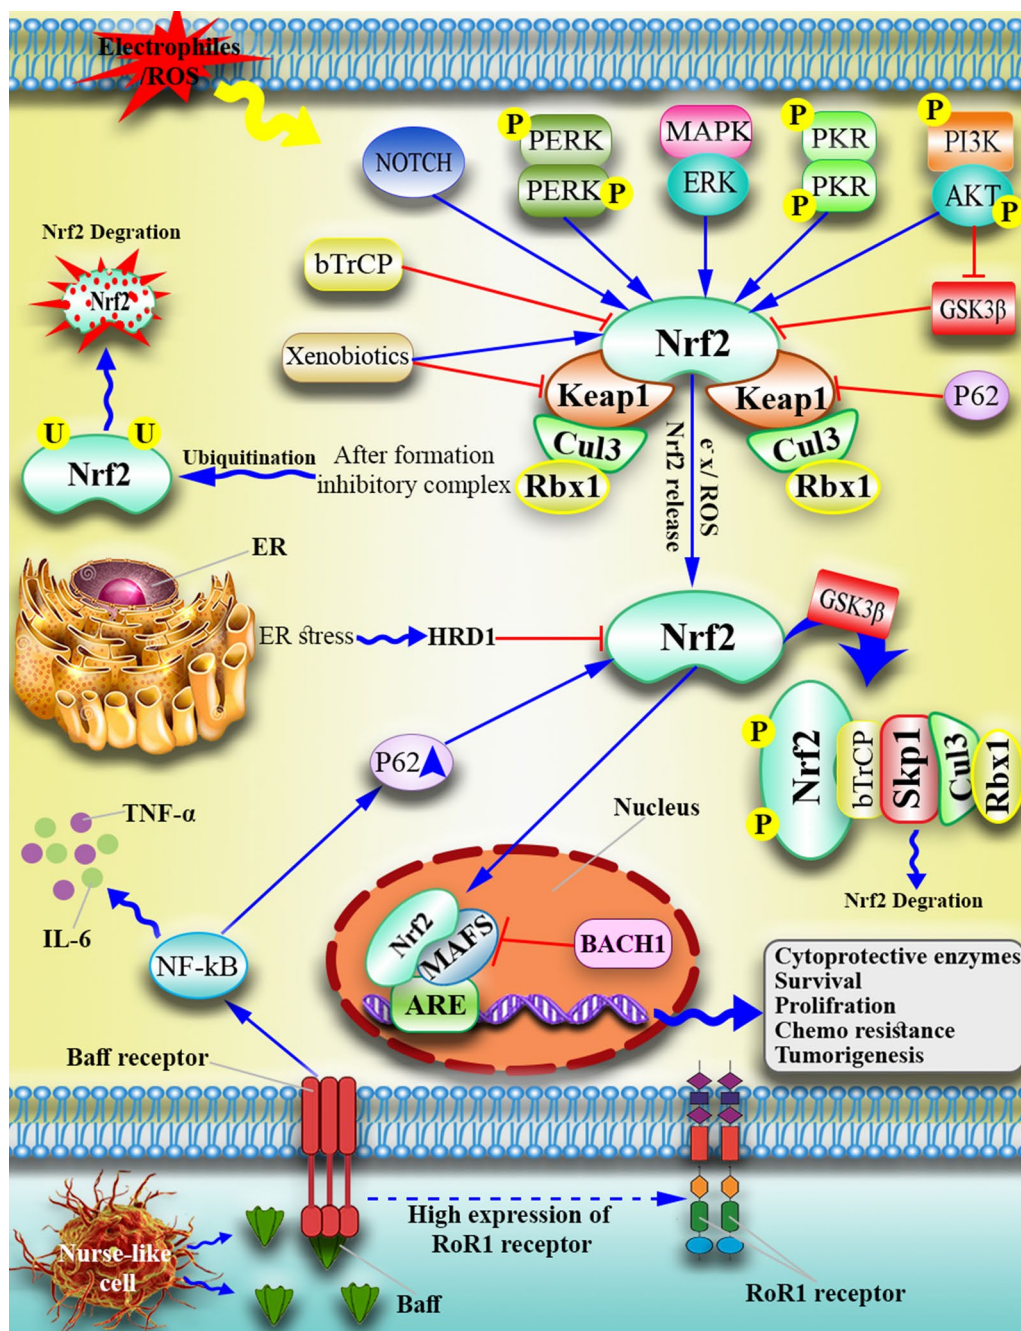 Electrophiles
/ROS
NOTCH
P
PERK
PERK
P
MAPK
ERK
P
PKR
PKR
P
P
PI3K
AKT
P
Nrf2 Degration
Nrf2
bTrCP
GSK3β
Nrf2
Xenobiotics
Keap1
Keap1
P62
U
U
Nrf2
Ubiquitination
After formation
inhibitory complex
Cul3
Rbx1
Cul3
Rbx1
e⁻x/ ROS
Nrf2 release
ER
ER stress
HRD1
Nrf2
GSK3β
P62
P
P
Nrf2
bTrCP
Skp1
Cul3
Rbx1
Nrf2 Degration
TNF-α
IL-6
Nucleus
NF-kB
Nrf2
MAFS
BACH1
ARE
Cytoprotective enzymes
Survival
Prolifration
Chemo resistance
Tumorigenesis
Baff receptor
High expression of
RoR1 receptor
Nurse-like
cell
Baff
RoR1 receptor